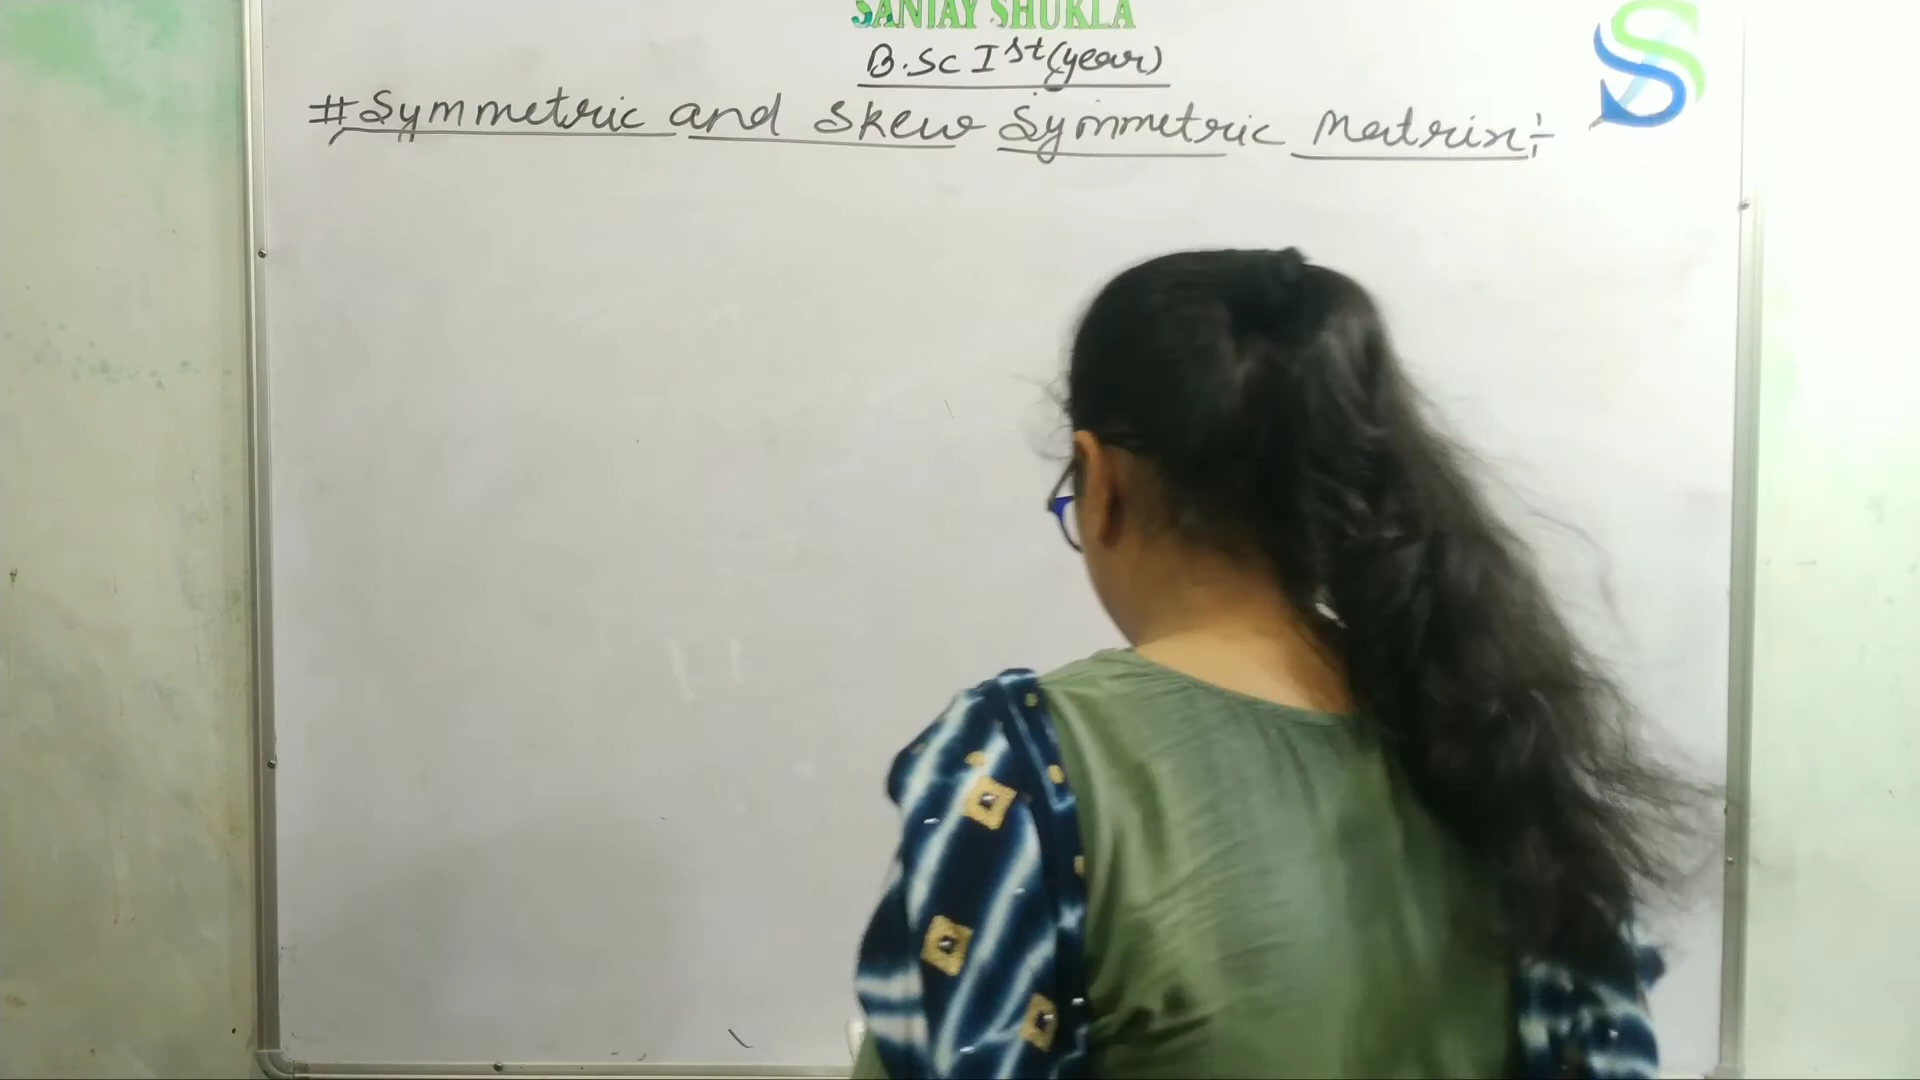 SANJAY SHUKLA
B.Sc Ist (year)
# Symmetric and Skew Symmetric Matrix:-